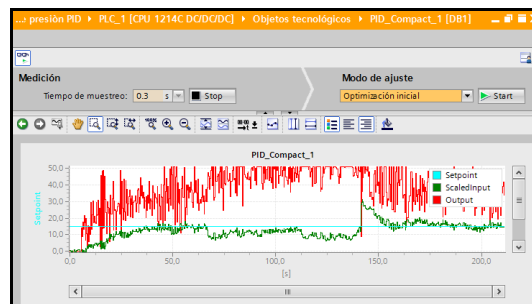 ...e presión PID ▸ PLC_1 [CPU 1214C DC/DC/DC] ▸ Objetos tecnológicos ▸ PID_Compact_1 [DB1]
Medición
Modo de ajuste
Tiempo de muestreo: 0.3 s
Stop
Optimización inicial
Start
PID_Compact_1
Setpoint
50,0
40,0
30,0
20,0
10,0
0,0
Setpoint
ScaledInput
Output
0,0 50,0 100,0 150,0 200,0
[s]